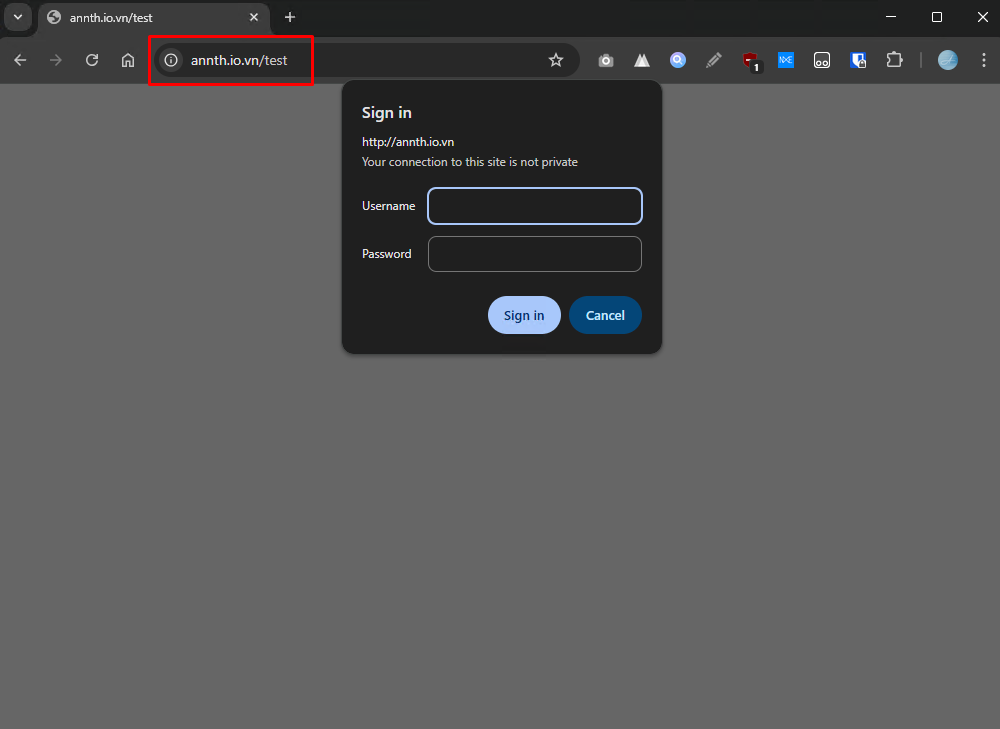 annth.io.vn/test
annth.io.vn/test
1
NXE
Sign in
http://annth.io.vn
Your connection to this site is not private
Username
Password
Sign in
Cancel